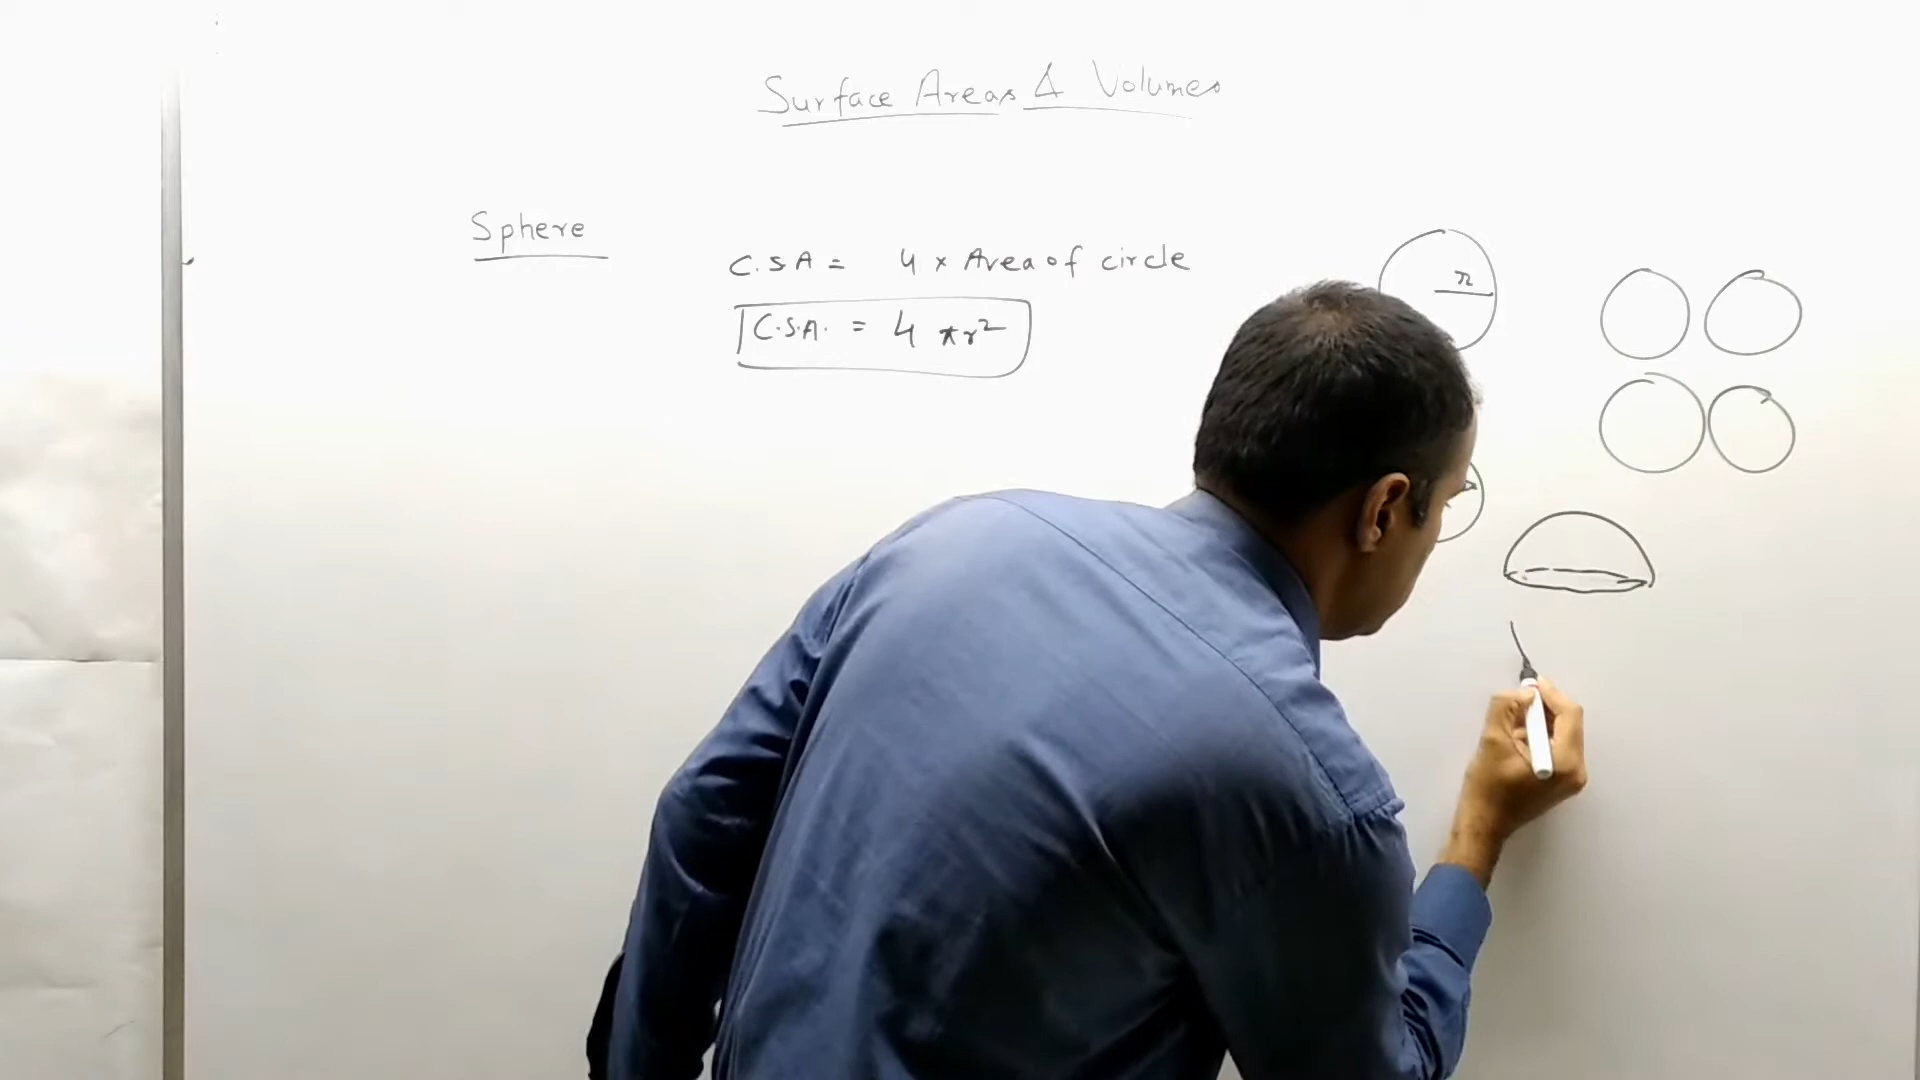 Surface Areas & Volumes
Sphere
C.S A = 4 × Area of circle
C.S.A. = 4 πr²
r